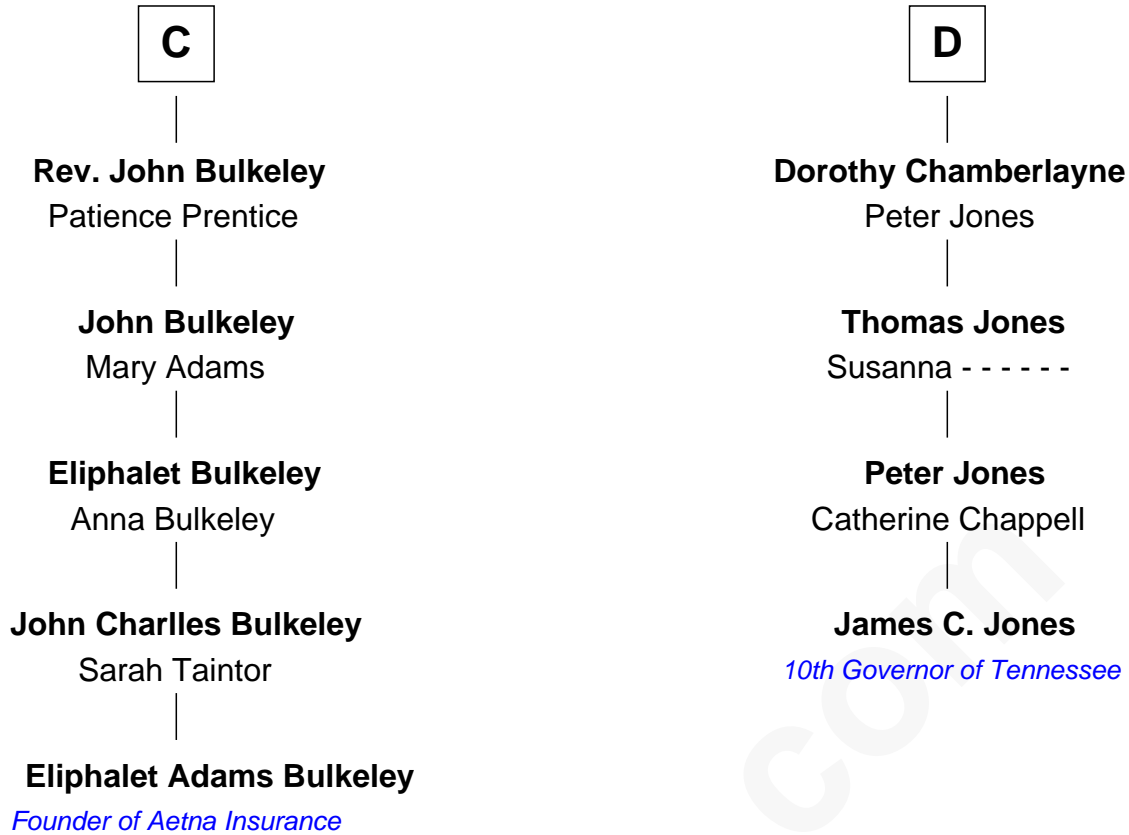 C
Rev. John Bulkeley
Patience Prentice
John Bulkeley
Mary Adams
Eliphalet Bulkeley
Anna Bulkeley
John Charlles Bulkeley
Sarah Taintor
Eliphalet Adams Bulkeley
Founder of Aetna Insurance
D
Dorothy Chamberlayne
Peter Jones
Thomas Jones
Susanna - - - - - -
Peter Jones
Catherine Chappell
James C. Jones
10th Governor of Tennessee
com